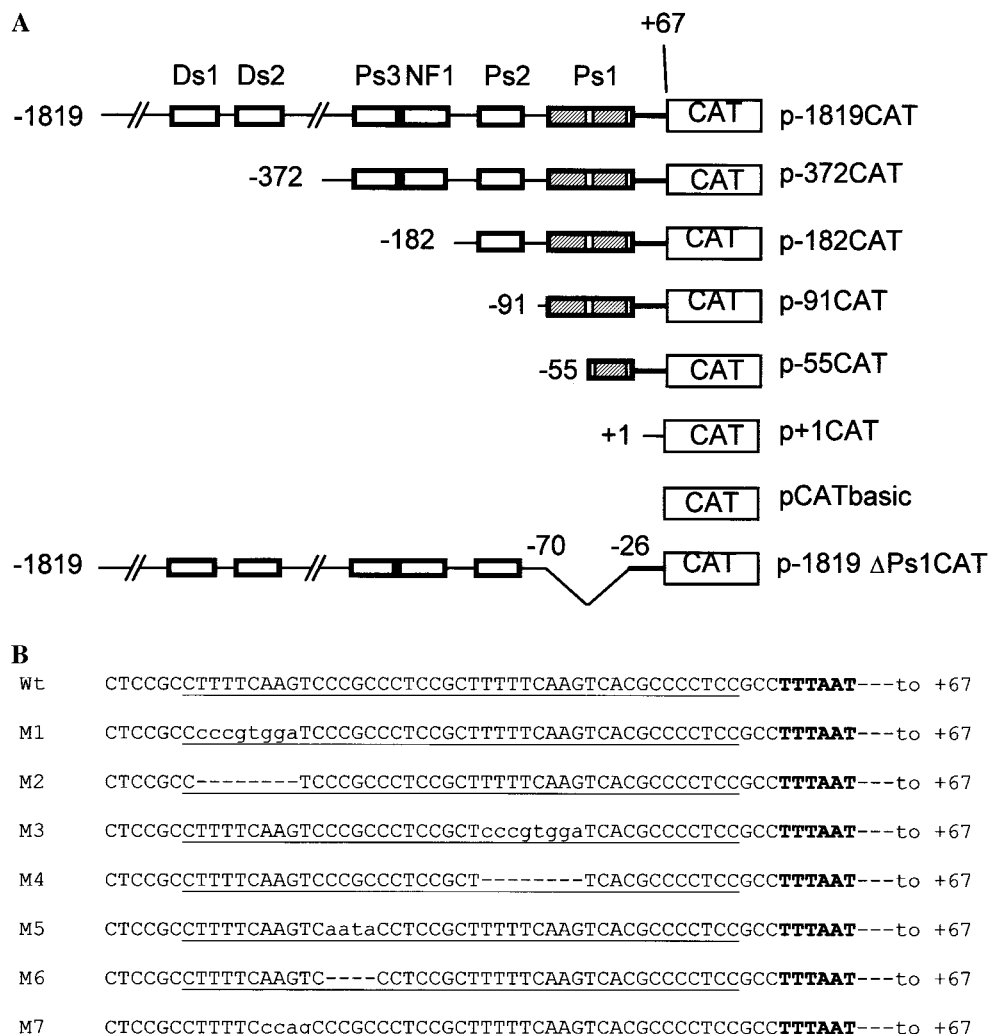 A
+67
Ds1 Ds2 Ps3 NF1 Ps2 Ps1
-1819 CAT p-1819CAT
-372 CAT p-372CAT
-182 CAT p-182CAT
-91 CAT p-91CAT
-55 CAT p-55CAT
+1 CAT p+1CAT
CAT pCATbasic
-1819 -70 -26 CAT p-1819 ΔPs1CAT
B
Wt CTCCGCCTTTTCAAGTCCCGCCCTCCGCTTTTTCAAGTCACGCCCCTCCGCCTTTAAT---to +67
M1 CTCCGCCcccgtggaTCCCGCCCTCCGCTTTTTCAAGTCACGCCCCTCCGCCTTTAAT---to +67
M2 CTCCGCC--------TCCCGCCCTCCGCTTTTTCAAGTCACGCCCCTCCGCCTTTAAT---to +67
M3 CTCCGCCTTTTCAAGTCCCGCCCTCCGCTcccgtggaTCACGCCCCTCCGCCTTTAAT---to +67
M4 CTCCGCCTTTTCAAGTCCCGCCCTCCGCT--------TCACGCCCCTCCGCCTTTAAT---to +67
M5 CTCCGCCTTTTCAAGTCaataCCTCCGCTTTTTCAAGTCACGCCCCTCCGCCTTTAAT---to +67
M6 CTCCGCCTTTTCAAGTC----CCTCCGCTTTTTCAAGTCACGCCCCTCCGCCTTTAAT---to +67
M7 CTCCGCCTTTTCccagCCCGCCCTCCGCTTTTTCAAGTCACGCCCCTCCGCCTTTAAT---to +67